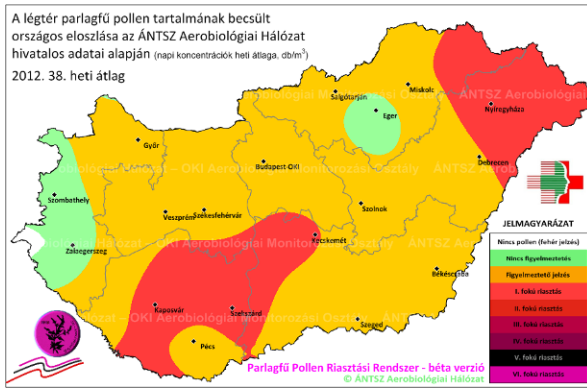 A légtér parlagfű pollen tartalmának becsült
országos eloszlása az ÁNTSZ Aerobiológiai Hálózat
hivatalos adatai alapján (napi koncentrációk heti átlaga, db/m³)
2012. 38. heti átlag
Miskolc
Salgótarján
Nyíregyháza
Eger
Győr
Debrecen
Budapest-OKI
Szombathely
Szolnok
Veszprém
Székesfehérvár
Kecskemét
Zalaegerszeg
Békéscsaba
Kaposvár
Szekszárd
Szeged
Pécs
JELMAGYARÁZAT
Nincs pollen (fehér jelzés)
Nincs figyelmeztetés
Figyelmeztető jelzés
I. fokú riasztás
II. fokú riasztás
III. fokú riasztás
IV. fokú riasztás
V. fokú riasztás
VI. fokú riasztás
Parlagfű Pollen Riasztási Rendszer - béta verzió
© ÁNTSZ Aerobiológiai Hálózat